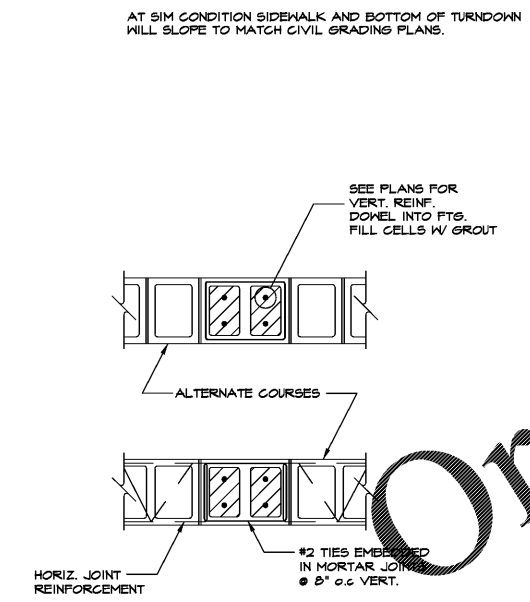 AT SIM CONDITION SIDEWALK AND BOTTOM OF TURNDOWN
WILL SLOPE TO MATCH CIVIL GRADING PLANS.
SEE PLANS FOR
VERT. REINF.
DOWEL INTO FTG.
FILL CELLS W/ GROUT
ALTERNATE COURSES
#2 TIES EMBEDDED
IN MORTAR JOINTS
@ 8" o.c VERT.
HORIZ. JOINT
REINFORCEMENT
On